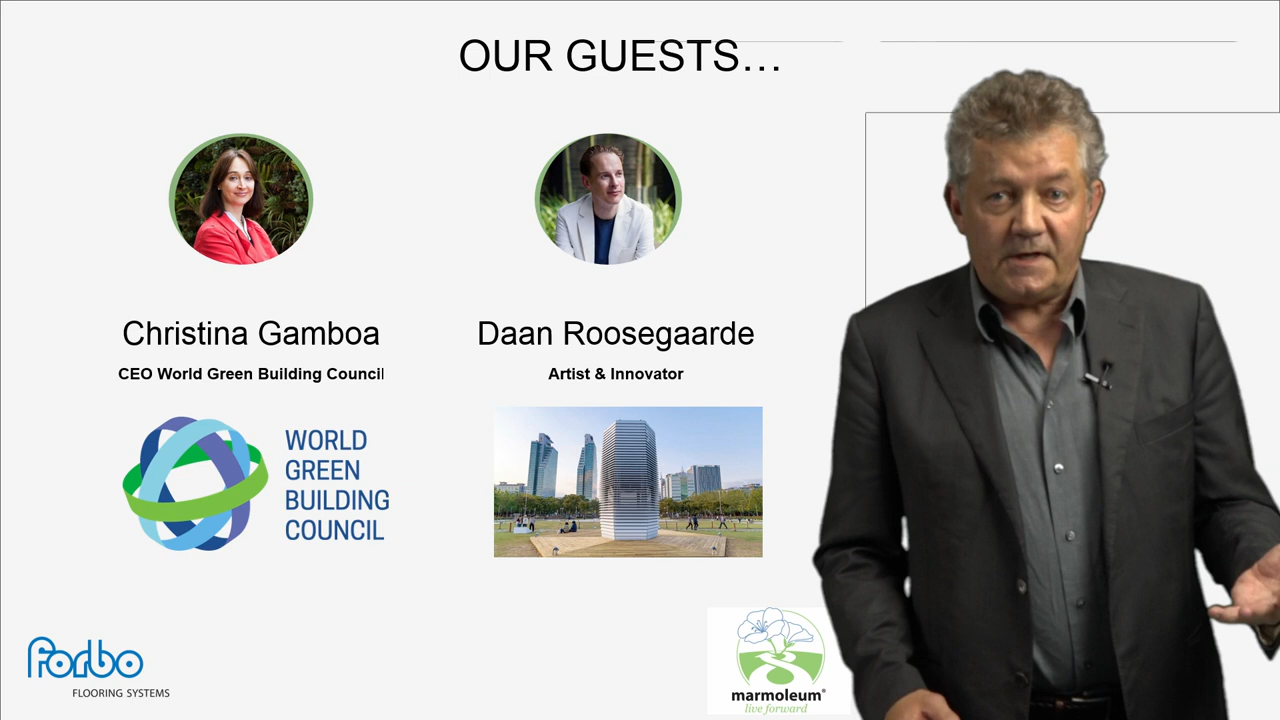 OUR GUESTS…
Christina Gamboa
CEO World Green Building Council
WORLD
GREEN
BUILDING
COUNCIL
Daan Roosegaarde
Artist & Innovator
forbo
FLOORING SYSTEMS
marmoleum®
live forward